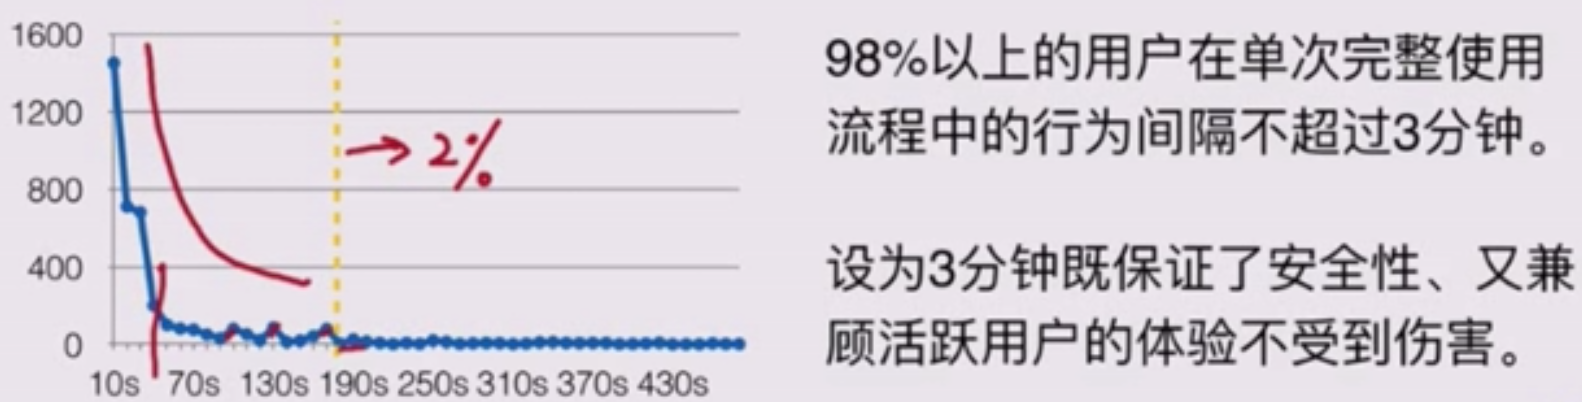 1600
1200
800
400
0
10s 70s 130s 190s 250s 310s 370s 430s
→ 2%
98%以上的用户在单次完整使用
流程中的行为间隔不超过3分钟。
设为3分钟既保证了安全性、又兼
顾活跃用户的体验不受到伤害。